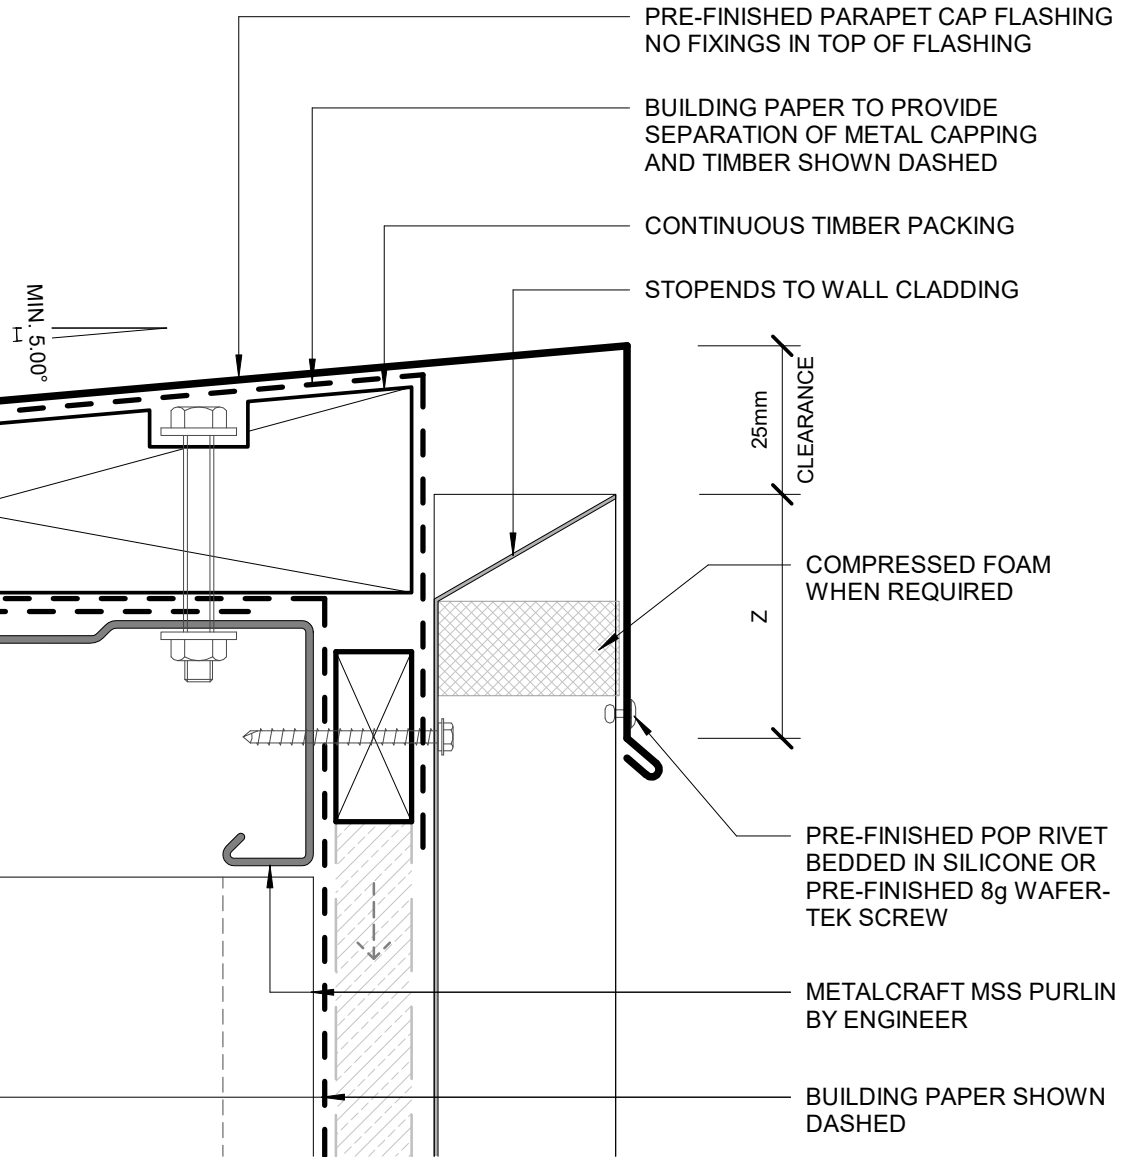 PRE-FINISHED PARAPET CAP FLASHING
NO FIXINGS IN TOP OF FLASHING
BUILDING PAPER TO PROVIDE
SEPARATION OF METAL CAPPING
AND TIMBER SHOWN DASHED
CONTINUOUS TIMBER PACKING
STOPENDS TO WALL CLADDING
MIN. 5.00°
25mm
CLEARANCE
COMPRESSED FOAM
WHEN REQUIRED
Z
PRE-FINISHED POP RIVET
BEDDED IN SILICONE OR
PRE-FINISHED 8g WAFER-
TEK SCREW
METALCRAFT MSS PURLIN
BY ENGINEER
BUILDING PAPER SHOWN
DASHED